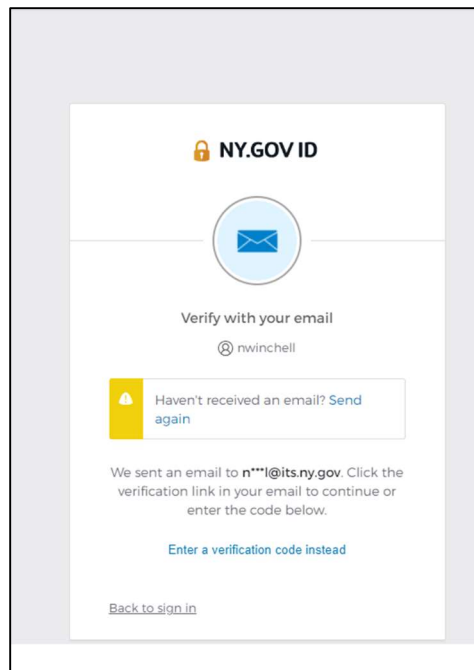 NY.GOV ID
Verify with your email
nwinchell
Haven't received an email? Send
again
We sent an email to n***l@its.ny.gov. Click the
verification link in your email to continue or
enter the code below.
Enter a verification code instead
Back to sign in